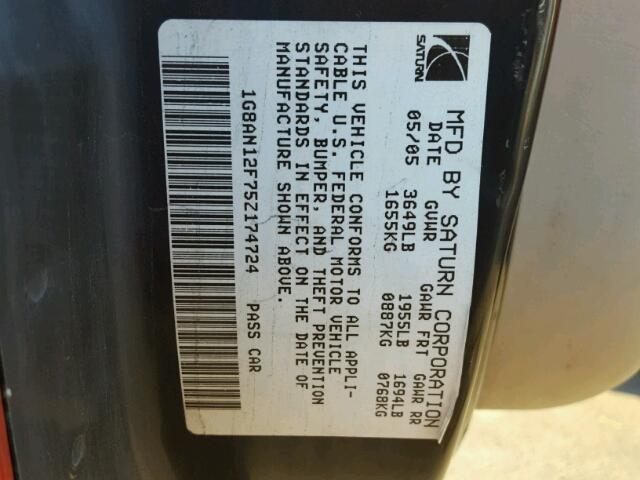 SATURN
MFD BY SATURN CORPORATION
DATE GVWR GAWR FRT GAWR RR
05/05 3649LB 1955LB 1694LB
1655KG 0887KG 0768KG
THIS VEHICLE CONFORMS TO ALL APPLI-
CABLE U.S. FEDERAL MOTOR VEHICLE
SAFETY, BUMPER, AND THEFT PREVENTION
STANDARDS IN EFFECT ON THE DATE OF
MANUFACTURE SHOWN ABOVE.
1G8AN12F75Z174724 PASS CAR